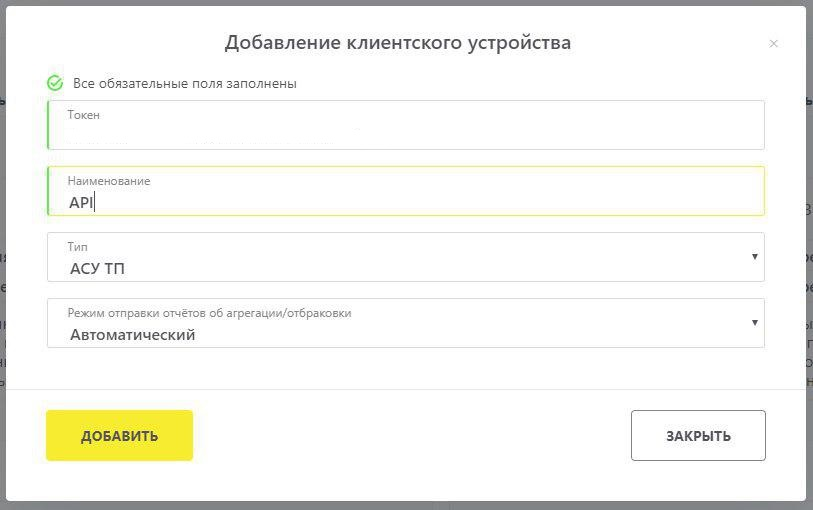 Добавление клиентского устройства
×
Все обязательные поля заполнены
Токен
Наименование
API
Тип
АСУ ТП
Режим отправки отчётов об агрегации/отбраковки
Автоматический
ДОБАВИТЬ
ЗАКРЫТЬ